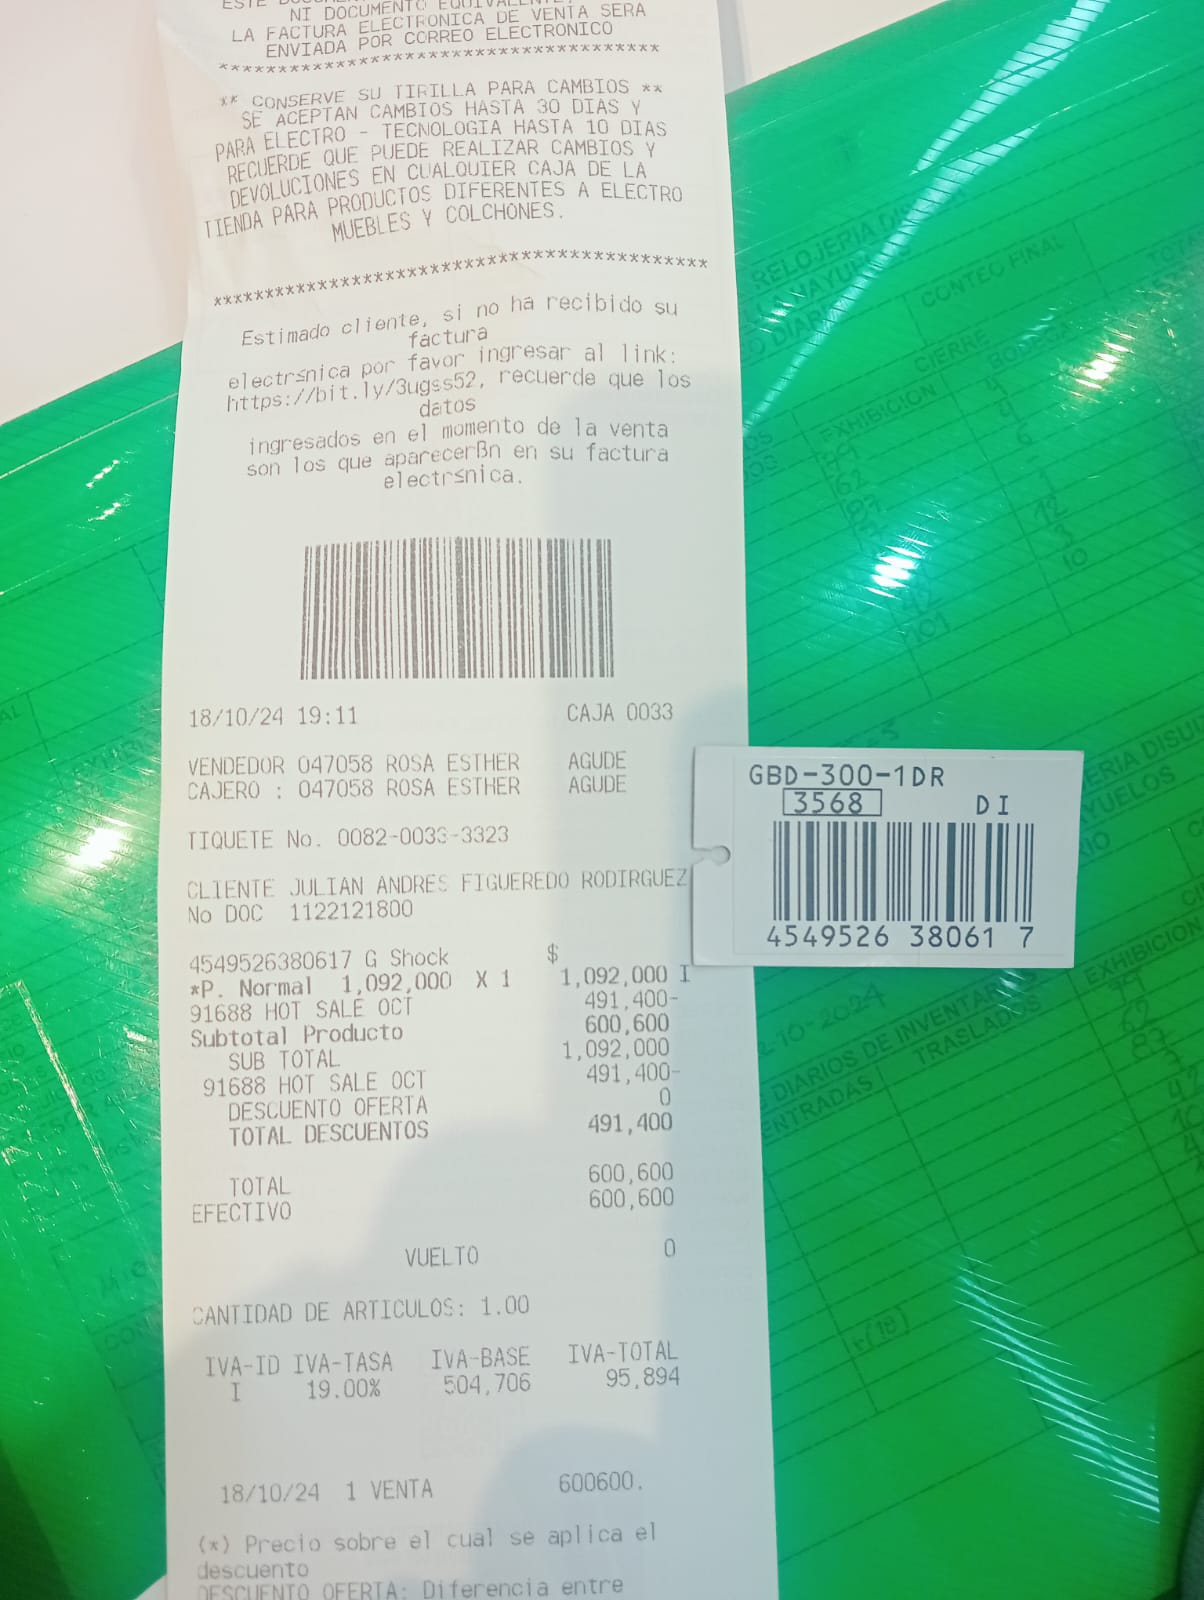 NI DOCUMENTO EQUIVALENTE,
LA FACTURA ELECTRONICA DE VENTA SERA
ENVIADA POR CORREO ELECTRONICO
****************************************
** CONSERVE SU TIRILLA PARA CAMBIOS **
SE ACEPTAN CAMBIOS HASTA 30 DIAS Y
PARA ELECTRO - TECNOLOGIA HASTA 10 DIAS
RECUERDE QUE PUEDE REALIZAR CAMBIOS Y
DEVOLUCIONES EN CUALQUIER CAJA DE LA
TIENDA PARA PRODUCTOS DIFERENTES A ELECTRO
MUEBLES Y COLCHONES.
****************************************
Estimado cliente, si no ha recibido su
factura
electrśnica por favor ingresar al link:
https://bit.ly/3ugss52, recuerde que los
datos
ingresados en el momento de la venta
son los que aparecerßn en su factura
electrśnica.
18/10/24 19:11 CAJA 0033
VENDEDOR 047058 ROSA ESTHER AGUDE
CAJERO : 047058 ROSA ESTHER AGUDE
TIQUETE No. 0082-0033-3323
CLIENTE JULIAN ANDRES FIGUEREDO RODIRGUEZ
No DOC 1122121800
4549526380617 G Shock $
*P. Normal 1,092,000 X 1 1,092,000 I
91688 HOT SALE OCT 491,400-
Subtotal Producto 600,600
SUB TOTAL 1,092,000
91688 HOT SALE OCT 491,400-
DESCUENTO OFERTA 0
TOTAL DESCUENTOS 491,400
TOTAL 600,600
EFECTIVO 600,600
VUELTO 0
CANTIDAD DE ARTICULOS: 1.00
IVA-ID IVA-TASA IVA-BASE IVA-TOTAL
I 19.00% 504,706 95,894
18/10/24 1 VENTA 600600.
(*) Precio sobre el cual se aplica el
descuento
DESCUENTO OFERTA: Diferencia entre
GBD-300-1DR
3568 DI
4549526 38061 7
CONTEO FINAL
CIERRE
EXHIBICION
EXHIBICION
DIARIOS DE INVENTAR
TRASLADOS
ENTRADAS